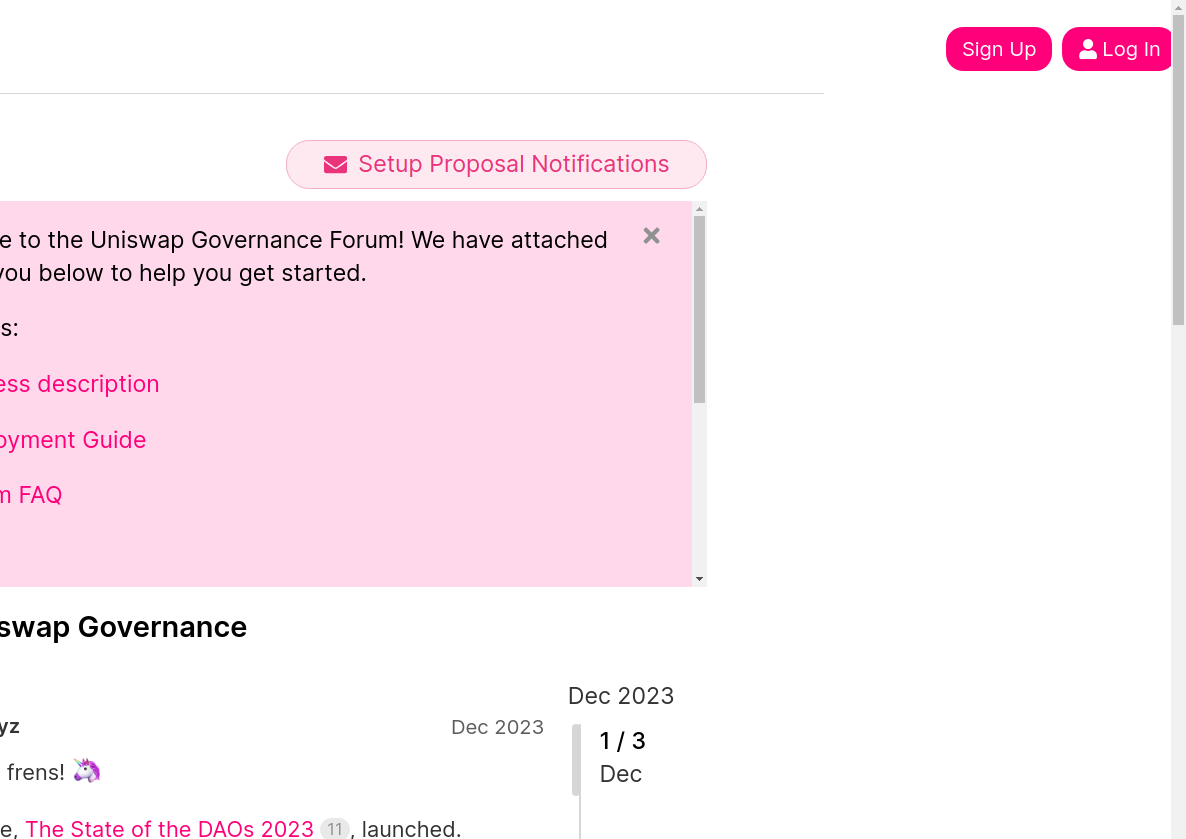 Sign Up
Log In
Setup Proposal Notifications
e to the Uniswap Governance Forum! We have attached
you below to help you get started.
s:
ess description
oyment Guide
m FAQ
swap Governance
Dec 2023
yz
Dec 2023
1 / 3
Dec
frens! 🦄
e, The State of the DAOs 2023 11, launched.